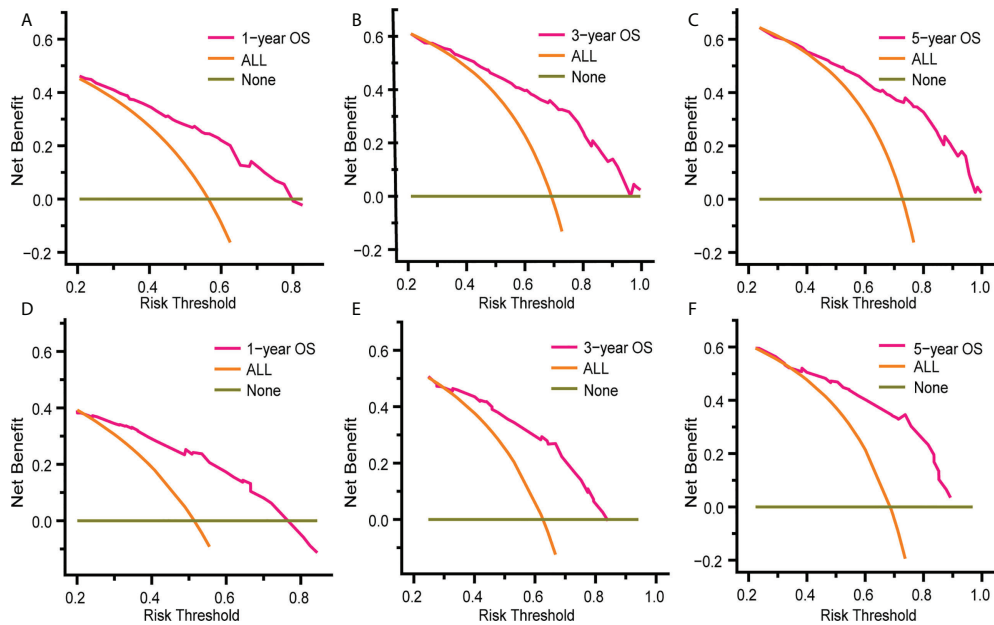 A
0.6
0.4
0.2
0.0
−0.2
Net Benefit
1−year OS
ALL
None
0.2
0.4
0.6
0.8
Risk Threshold
B
0.6
0.4
0.2
0.0
−0.2
Net Benefit
3−year OS
ALL
None
0.2
0.4
0.6
0.8
1.0
Risk Threshold
C
0.6
0.4
0.2
0.0
−0.2
Net Benefit
5−year OS
ALL
None
0.2
0.4
0.6
0.8
1.0
Risk Threshold
D
0.6
0.4
0.2
0.0
Net Benefit
1−year OS
ALL
None
0.2
0.4
0.6
0.8
Risk Threshold
E
0.6
0.4
0.2
0.0
Net Benefit
3−year OS
ALL
None
0.2
0.4
0.6
0.8
1.0
Risk Threshold
F
0.6
0.4
0.2
0.0
−0.2
Net Benefit
5−year OS
ALL
None
0.2
0.4
0.6
0.8
1.0
Risk Threshold